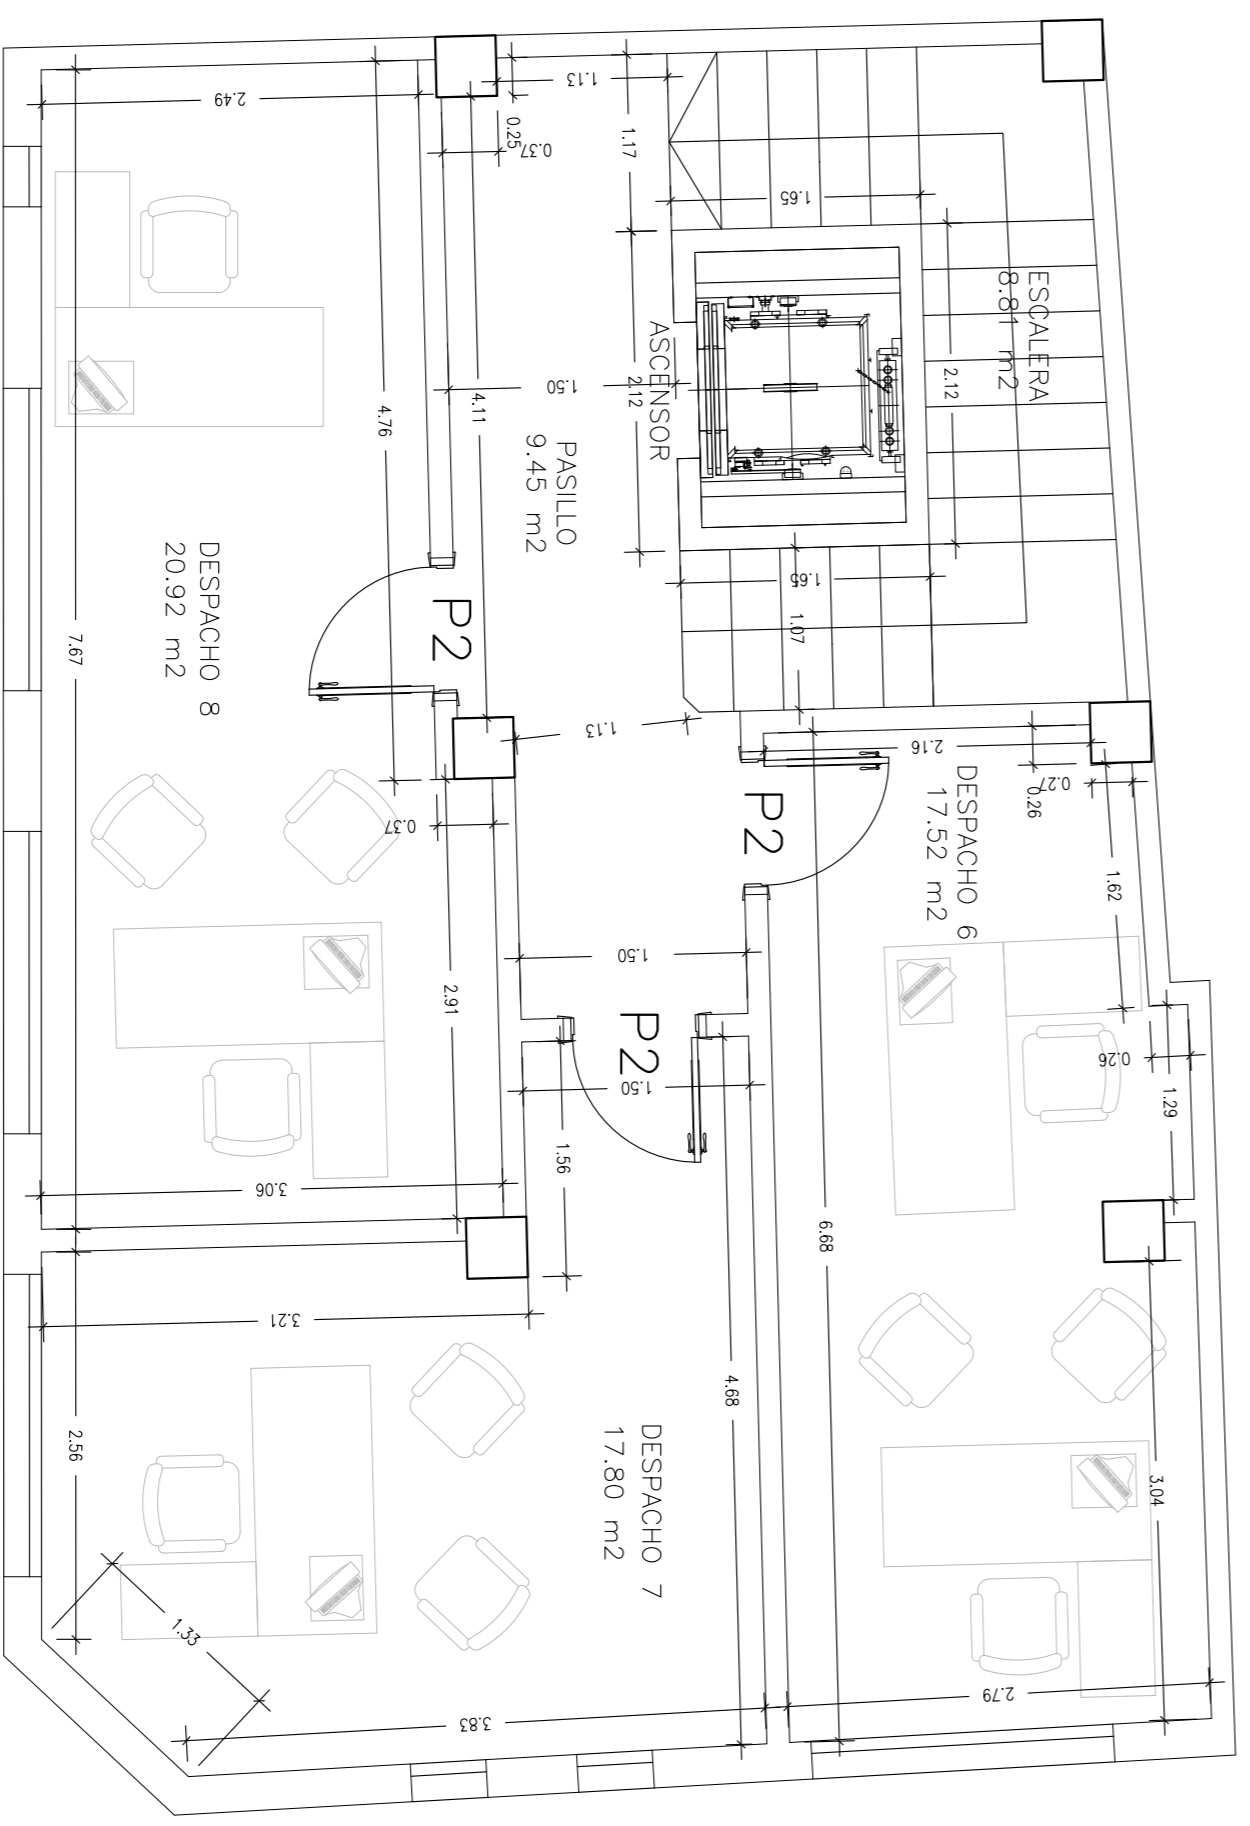 2.49
4.76
0.25
0.37
1.13
1.17
1.65
ESCALERA
8.81 m2
2.12
ASCENSOR
2.12
1.50
4.11
PASILLO
9.45 m2
DESPACHO 8
20.92 m2
7.67
P2
1.65
1.07
1.13
2.16
0.27
0.26
P2
DESPACHO 6
17.52 m2
1.62
0.37
2.91
1.50
P2
1.50
1.56
0.26
1.29
3.06
6.68
3.21
4.68
DESPACHO 7
17.80 m2
2.56
3.04
1.33
3.83
2.79